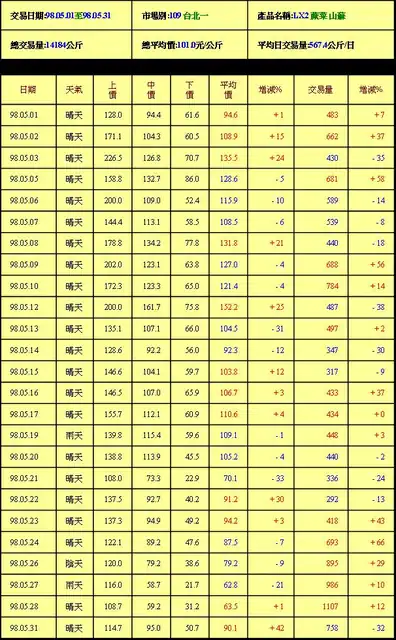 交易日期:98.05.01至98.05.31 市場別:109 台北一 產品名稱:LX2 蕨菜 山蘇
總交易量:14184公斤 總平均價:101.0元/公斤 平均日交易量:567.4公斤/日
日期 天氣 上價 中價 下價 平均價 增減% 交易量 增減%
98.05.01 晴天 128.0 94.4 61.6 94.6 +1 483 +7
98.05.02 晴天 171.1 104.3 60.5 108.9 +15 662 +37
98.05.03 晴天 226.5 126.8 70.7 135.5 +24 430 -35
98.05.05 晴天 158.8 132.7 86.0 128.6 -5 681 +58
98.05.06 晴天 200.0 109.0 52.4 115.9 -10 589 -14
98.05.07 晴天 144.4 113.1 58.5 108.5 -6 539 -8
98.05.08 晴天 178.8 134.2 77.8 131.8 +21 440 -18
98.05.09 晴天 202.0 123.1 63.8 127.0 -4 688 +56
98.05.10 晴天 172.3 123.3 65.0 121.4 -4 784 +14
98.05.12 晴天 200.0 161.7 75.8 152.2 +25 487 -38
98.05.13 晴天 135.1 107.1 66.0 104.5 -31 497 +2
98.05.14 晴天 128.6 92.2 56.0 92.3 -12 347 -30
98.05.15 晴天 146.6 104.1 59.7 103.8 +12 317 -9
98.05.16 晴天 146.5 107.0 65.9 106.7 +3 433 +37
98.05.17 晴天 155.7 112.1 60.9 110.6 +4 434 +0
98.05.19 雨天 139.8 115.4 59.6 109.1 -1 448 +3
98.05.20 晴天 138.8 113.9 45.5 105.2 -4 440 -2
98.05.21 晴天 108.0 73.3 22.9 70.1 -33 336 -24
98.05.22 晴天 137.5 92.7 40.2 91.2 +30 292 -13
98.05.23 晴天 137.3 94.9 49.2 94.2 +3 418 +43
98.05.24 晴天 122.1 89.2 47.6 87.5 -7 693 +66
98.05.26 陰天 120.0 79.2 38.6 79.2 -9 895 +29
98.05.27 雨天 116.0 58.7 21.7 62.8 -21 986 +10
98.05.28 晴天 108.7 59.2 31.2 63.5 +1 1107 +12
98.05.31 晴天 114.7 95.0 50.7 90.1 +42 758 -32